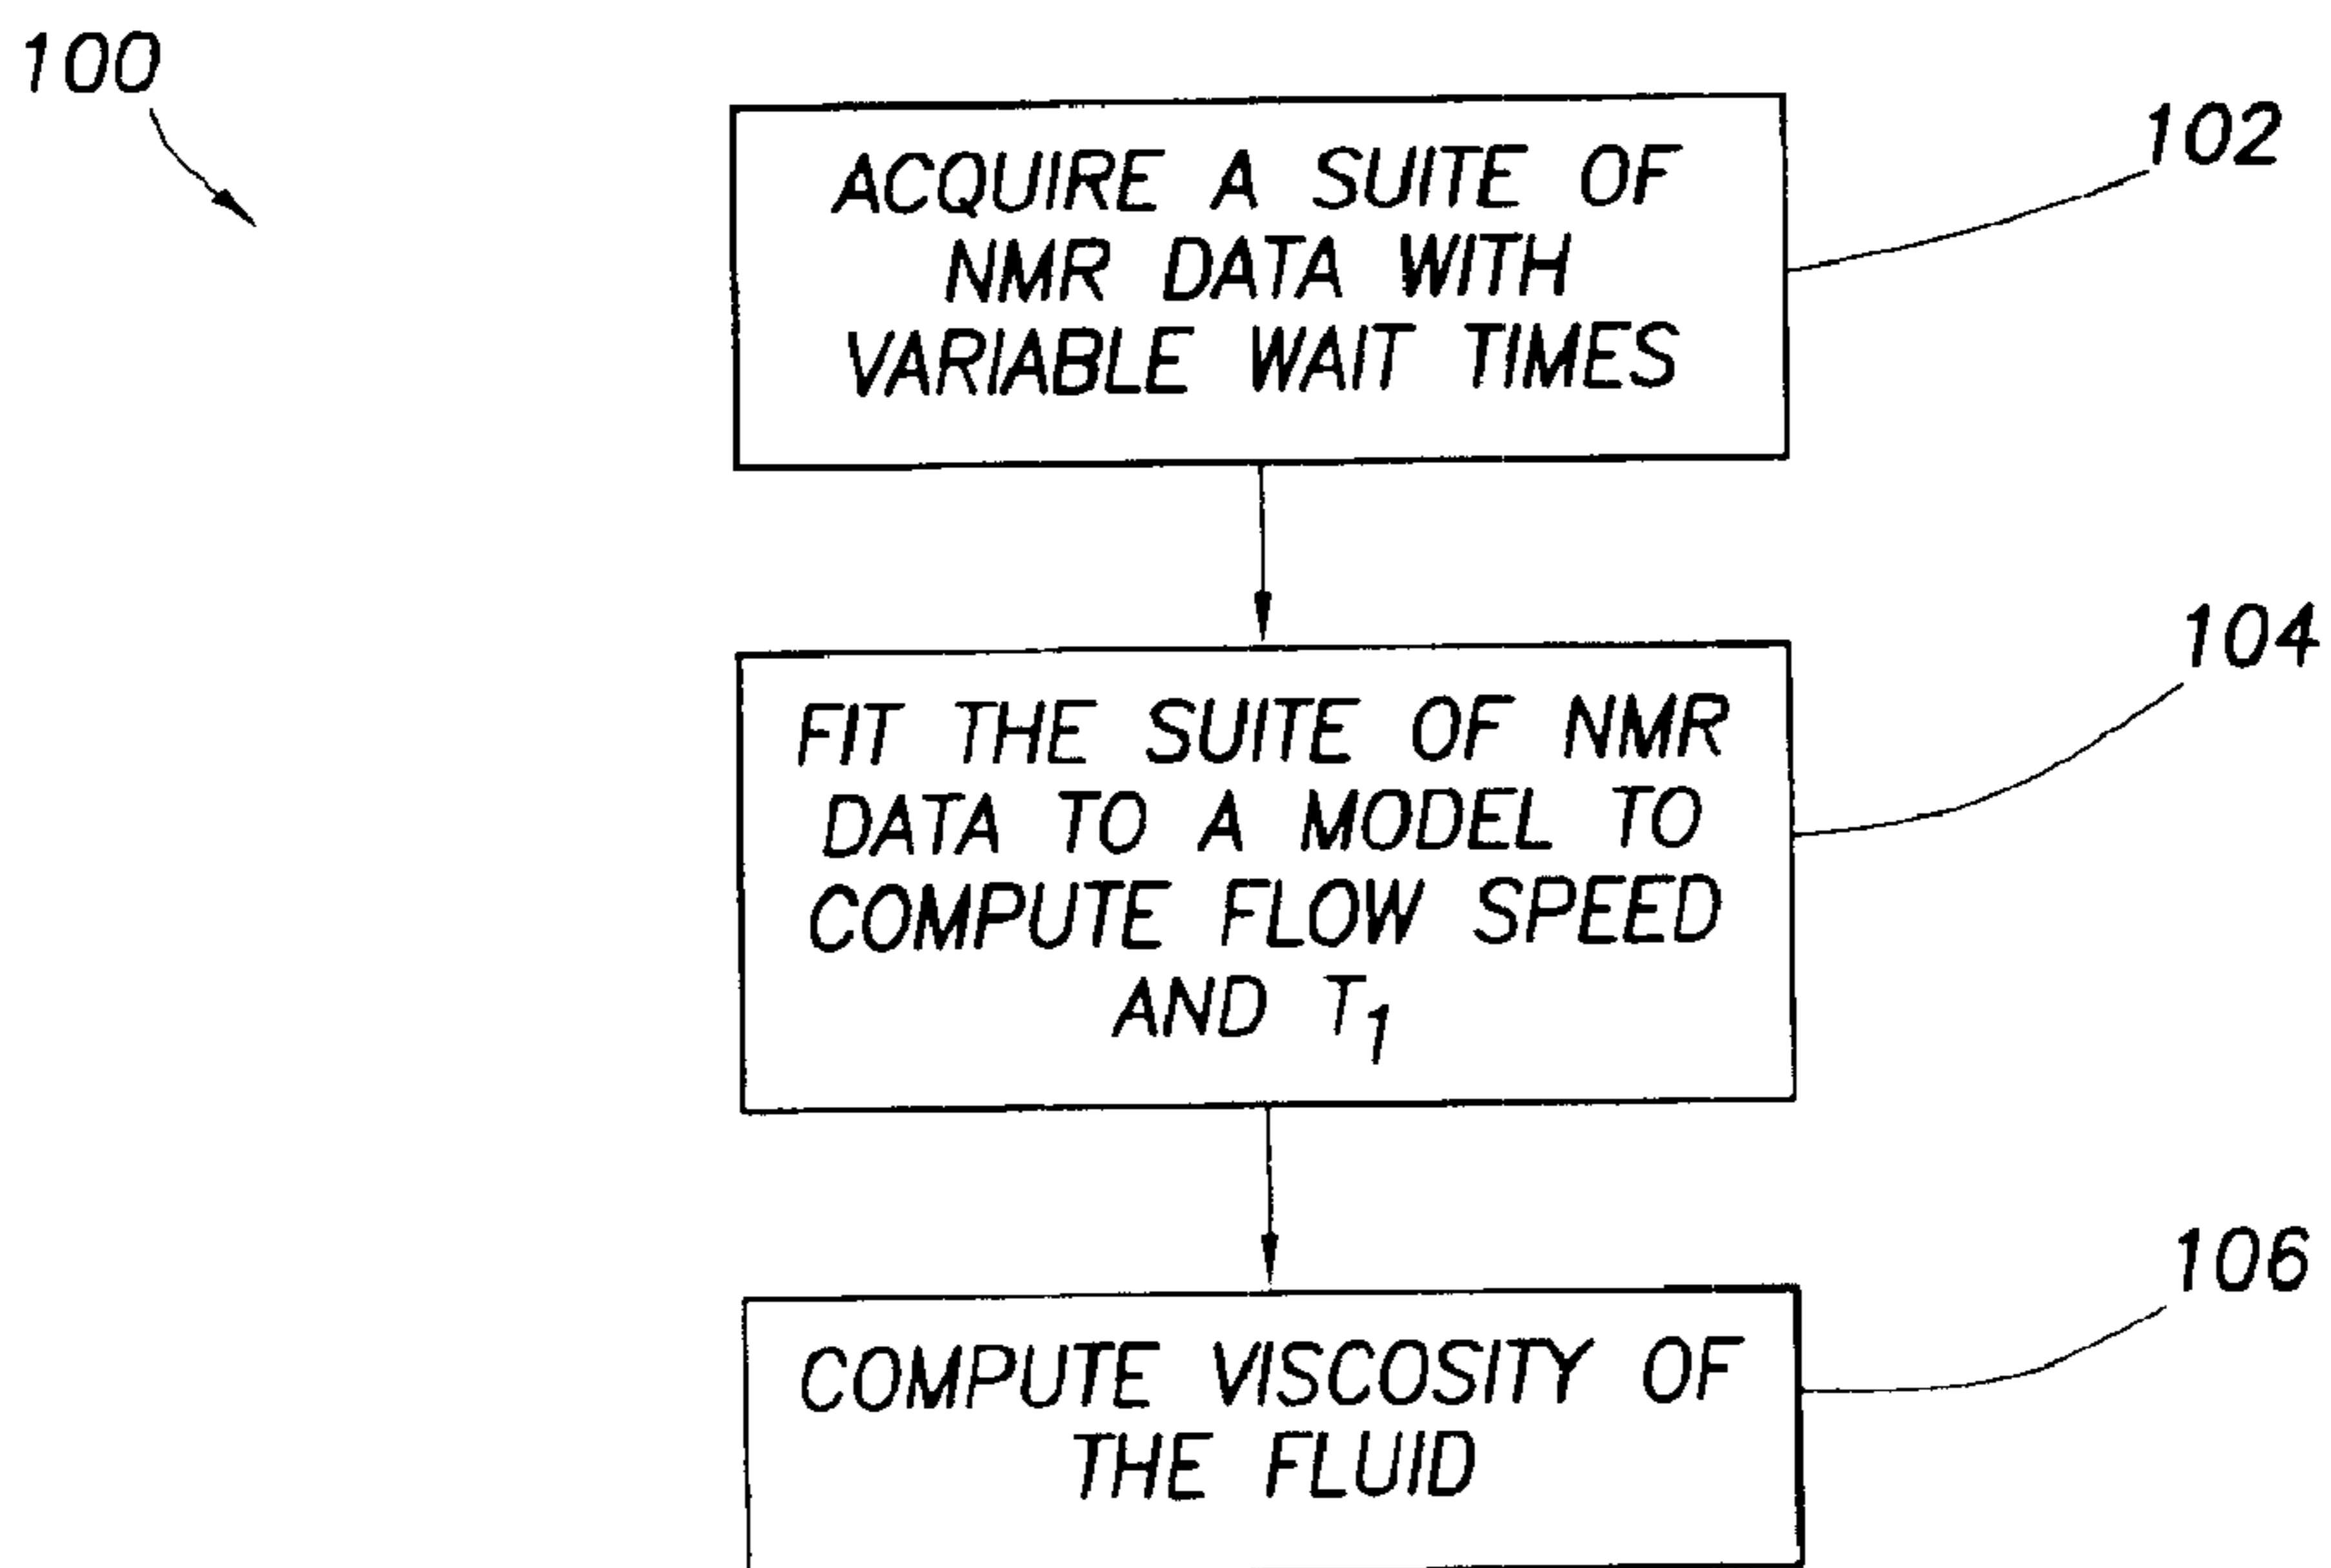 100
102
ACQUIRE A SUITE OF
NMR DATA WITH
VARIABLE WAIT TIMES
104
FIT THE SUITE OF NMR
DATA TO A MODEL TO
COMPUTE FLOW SPEED
AND T₁
106
COMPUTE VISCOSITY OF
THE FLUID